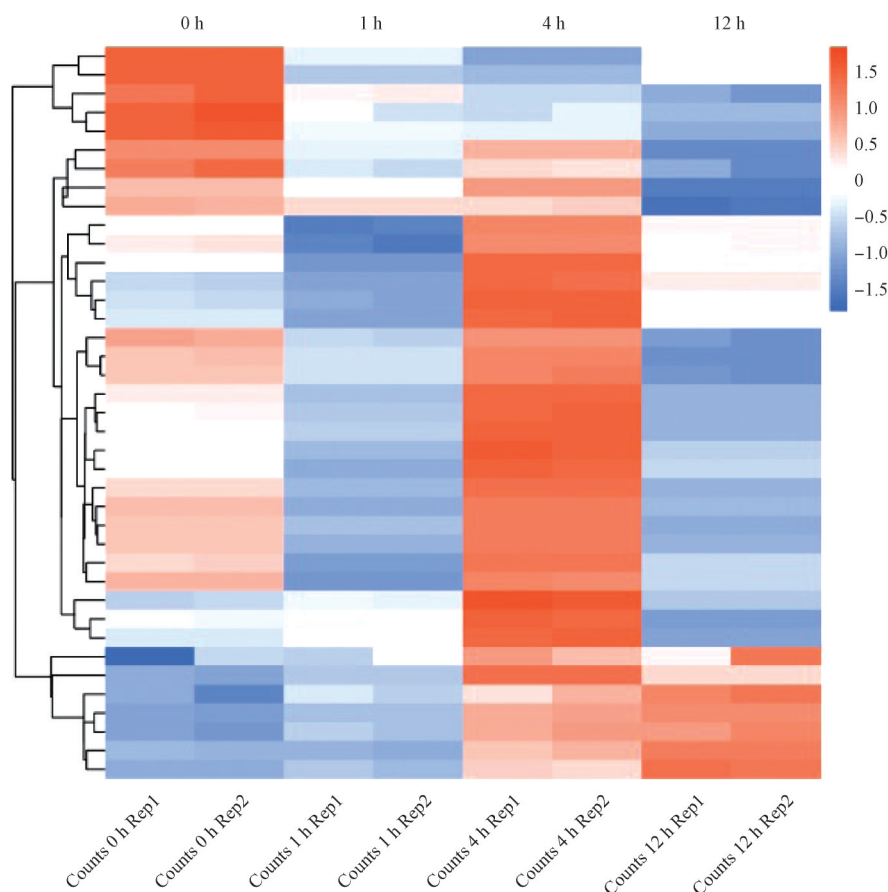 0 h
1 h
4 h
12 h
1.5
1.0
0.5
0
−0.5
−1.0
−1.5
Counts 0 h Rep1
Counts 0 h Rep2
Counts 1 h Rep1
Counts 1 h Rep2
Counts 4 h Rep1
Counts 4 h Rep2
Counts 12 h Rep1
Counts 12 h Rep2